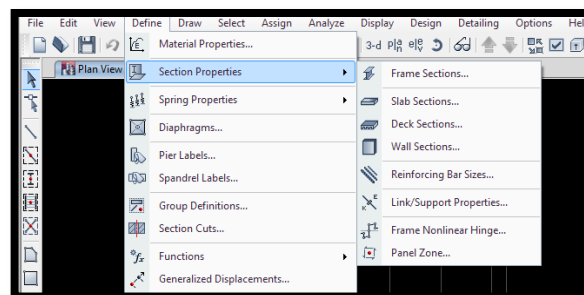 File Edit View Define Draw Select Assign Analyze Display Design Detailing Options
Material Properties...
3-d
Plan View
Section Properties
Frame Sections...
Spring Properties
Slab Sections...
Diaphragms...
Deck Sections...
Pier Labels...
Wall Sections...
Spandrel Labels...
Reinforcing Bar Sizes...
Group Definitions...
Link/Support Properties...
Section Cuts...
Frame Nonlinear Hinge...
Functions
Panel Zone...
Generalized Displacements...